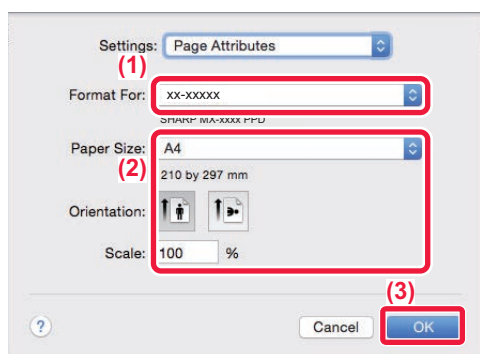 Settings: Page Attributes
(1)
Format For: xx-xxxxx
SHARP MX-xxxx PPD
Paper Size: A4
(2)
210 by 297 mm
Orientation:
Scale: 100 %
(3)
? Cancel OK